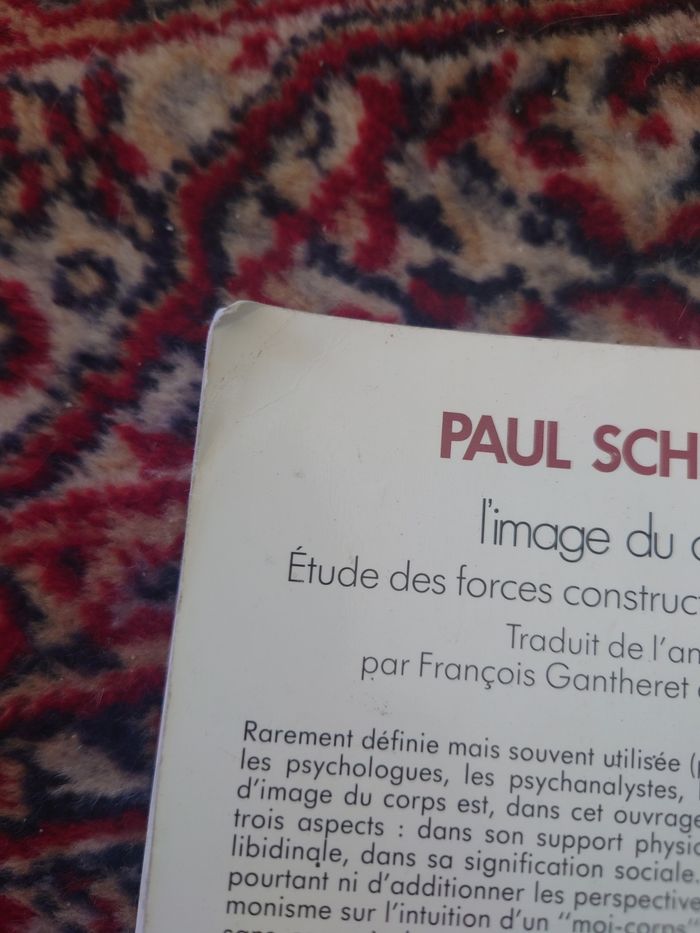 PAUL SCH
l'image du
Étude des forces construc
Traduit de l'an
par François Gantheret
Rarement définie mais souvent utilisée (
les psychologues, les psychanalystes,
d'image du corps est, dans cet ouvrage
trois aspects : dans son support physio
libidinale, dans sa signification sociale.
pourtant ni d'additionner les perspective
monisme sur l'intuition d'un "moi-corps"